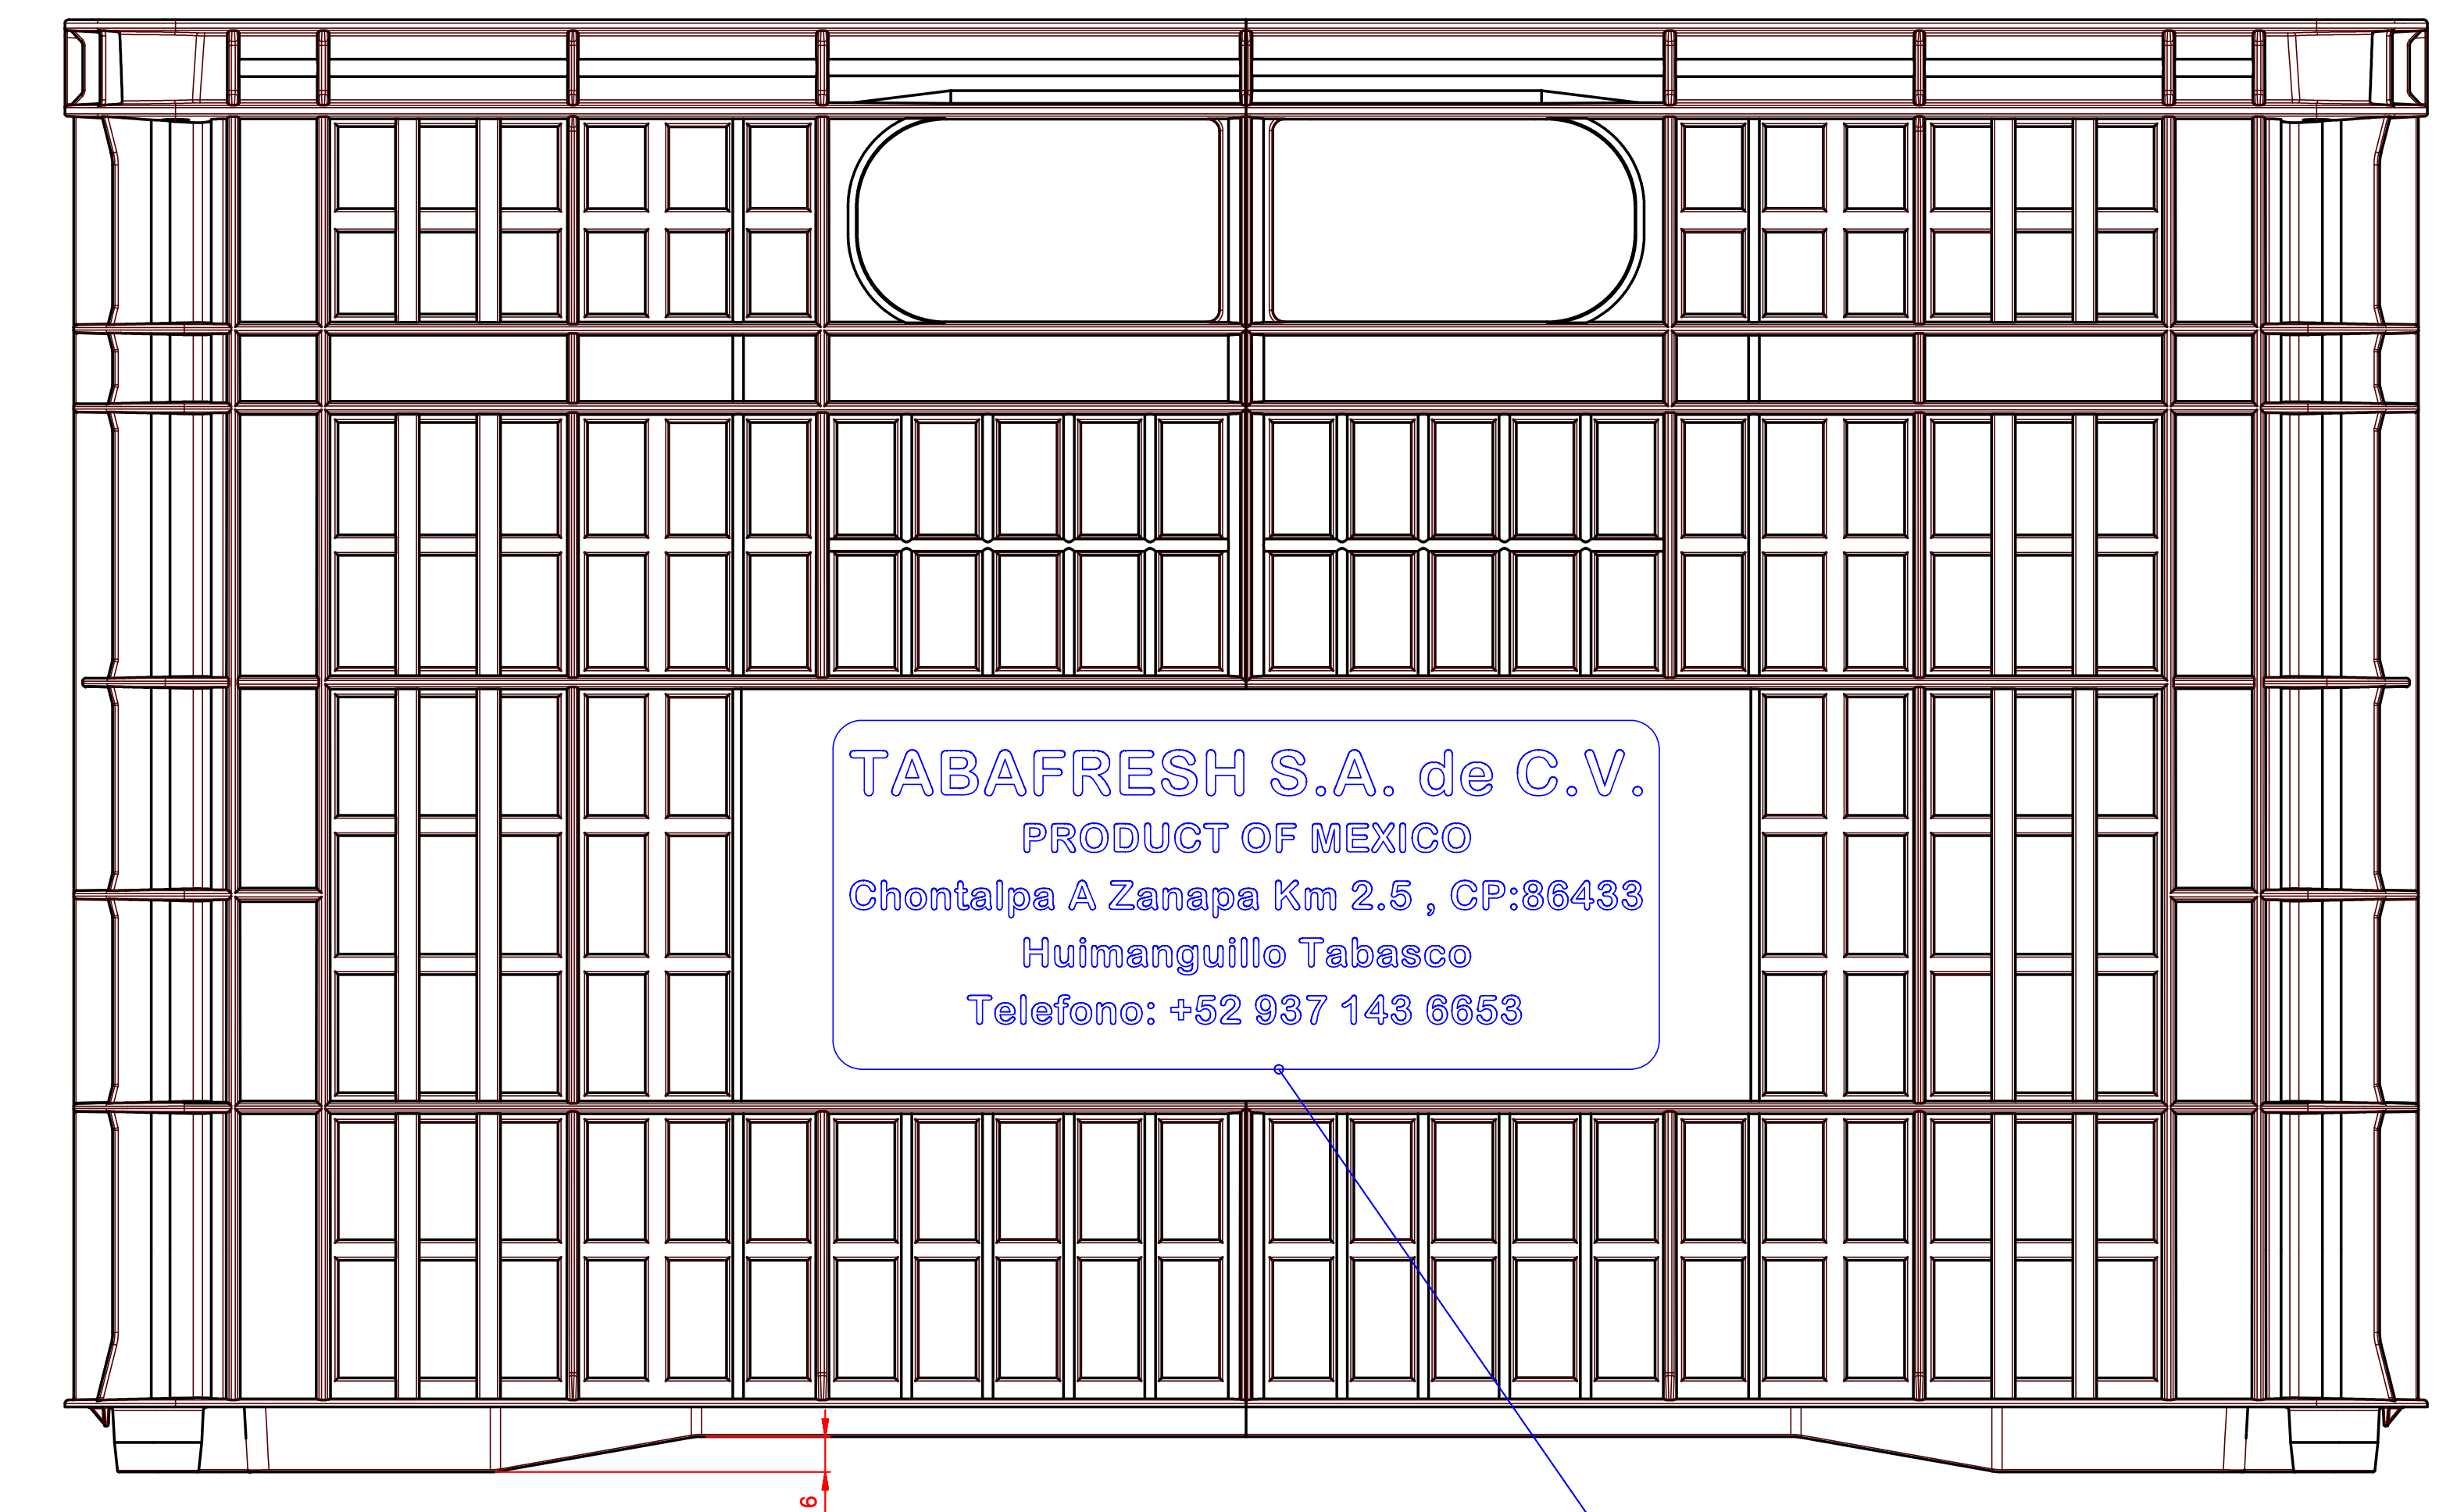 TABAFRESH S.A. de C.V.
PRODUCT OF MEXICO
Chontalpa A Zanapa Km 2.5 , CP:86433
Huimanguillo Tabasco
Telefono: +52 937 143 6653
6